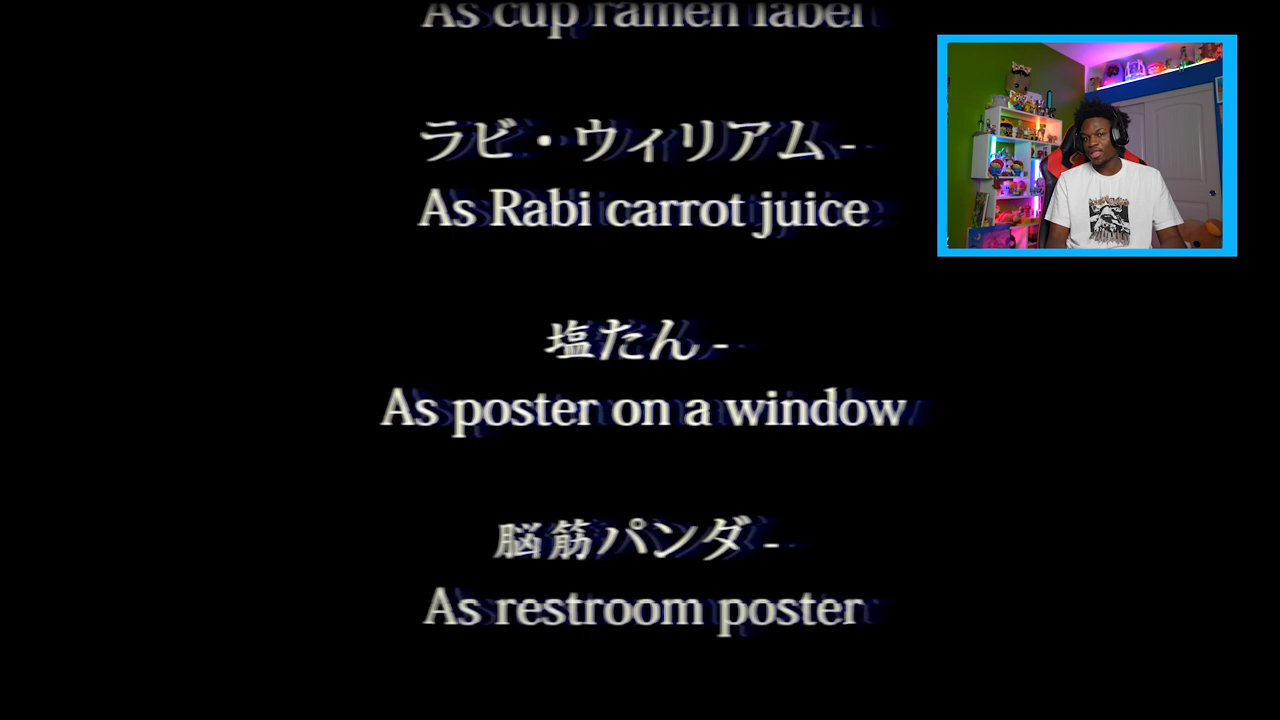 As cup ramen label
ラビ・ウィリアム -
As Rabi carrot juice
塩たん -
As poster on a window
脳筋パンダ -
As restroom poster